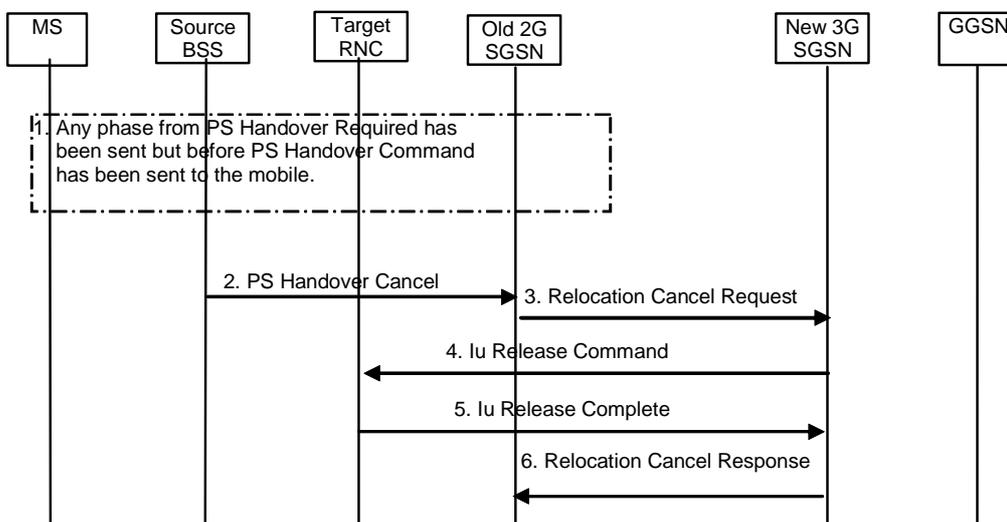 MS
Source
BSS
Target
RNC
Old 2G
SGSN
New 3G
SGSN
GGSN
1. Any phase from PS Handover Required has
been sent but before PS Handover Command
has been sent to the mobile.
2. PS Handover Cancel
3. Relocation Cancel Request
4. Iu Release Command
5. Iu Release Complete
6. Relocation Cancel Response